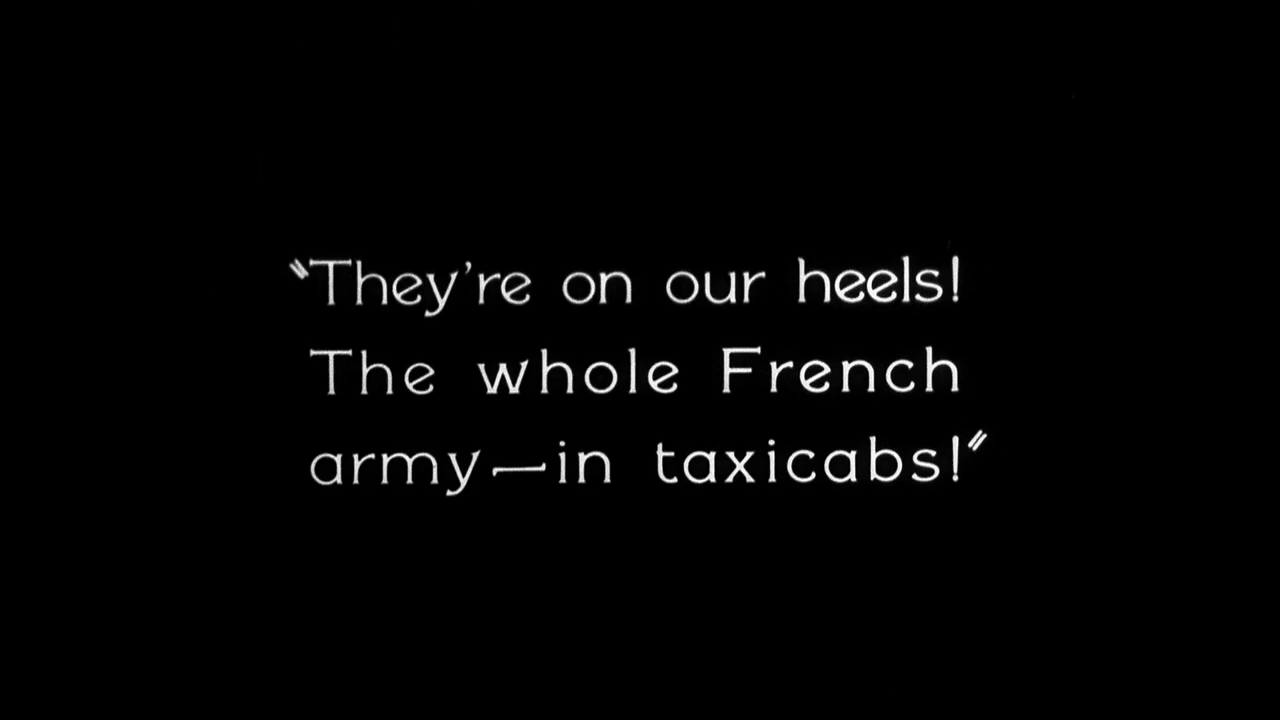 "They're on our heels!
The whole French
army—in taxicabs!"